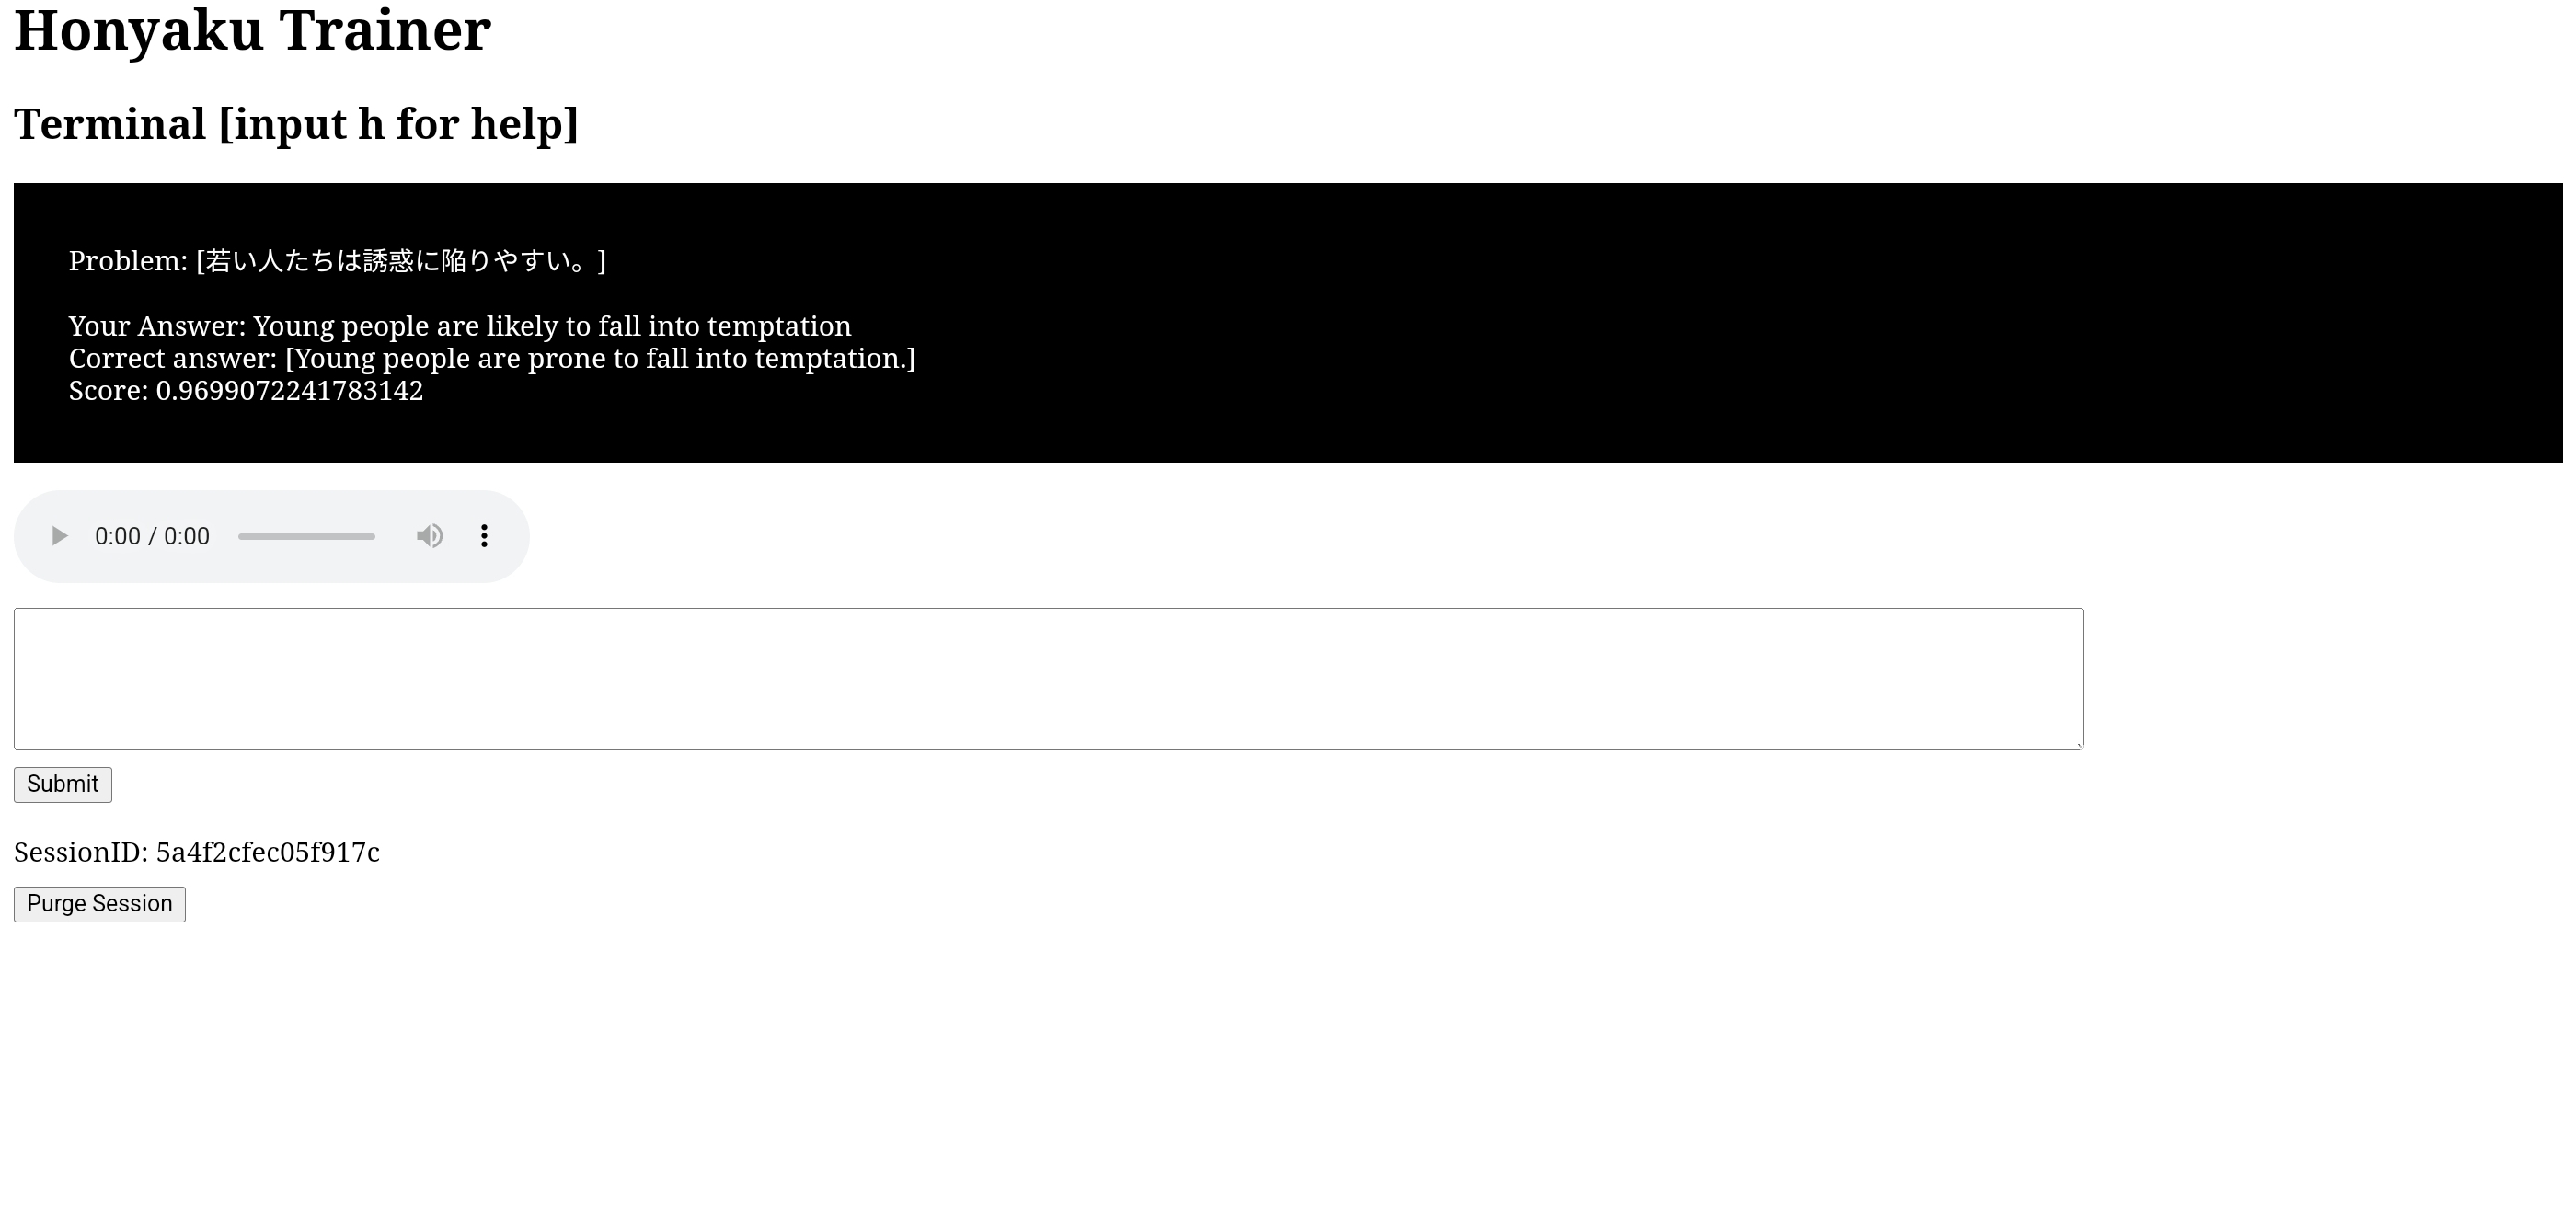 Honyaku Trainer
Terminal [input h for help]
Problem: [若い人たちは誘惑に陥りやすい。]
Your Answer: Young people are likely to fall into temptation
Correct answer: [Young people are prone to fall into temptation.]
Score: 0.9699072241783142
0:00 / 0:00
Submit
SessionID: 5a4f2cfec05f917c
Purge Session